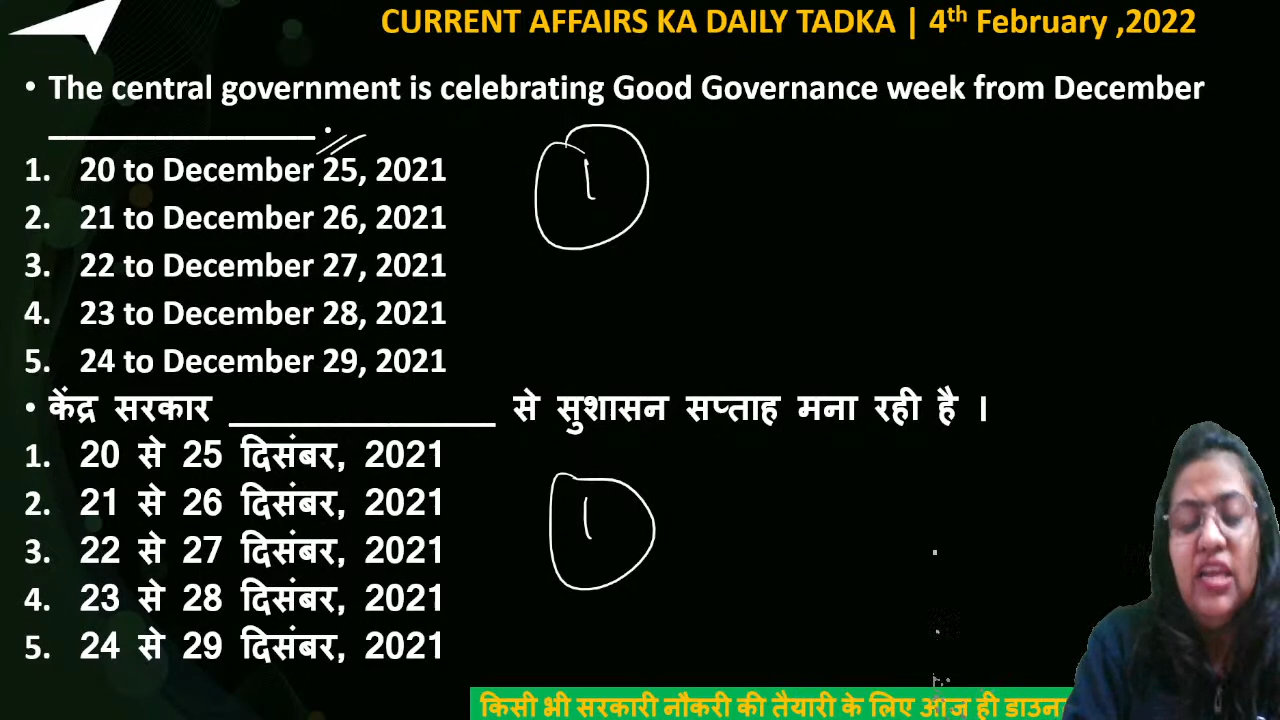 CURRENT AFFAIRS KA DAILY TADKA | 4th February ,2022
• The central government is celebrating Good Governance week from December
____________________ .
1. 20 to December 25, 2021
2. 21 to December 26, 2021
3. 22 to December 27, 2021
4. 23 to December 28, 2021
5. 24 to December 29, 2021
1
• केंद्र सरकार ____________________ से सुशासन सप्ताह मना रही है ।
1. 20 से 25 दिसंबर, 2021
2. 21 से 26 दिसंबर, 2021
3. 22 से 27 दिसंबर, 2021
4. 23 से 28 दिसंबर, 2021
5. 24 से 29 दिसंबर, 2021
1
किसी भी सरकारी नौकरी की तैयारी के लिए आज ही